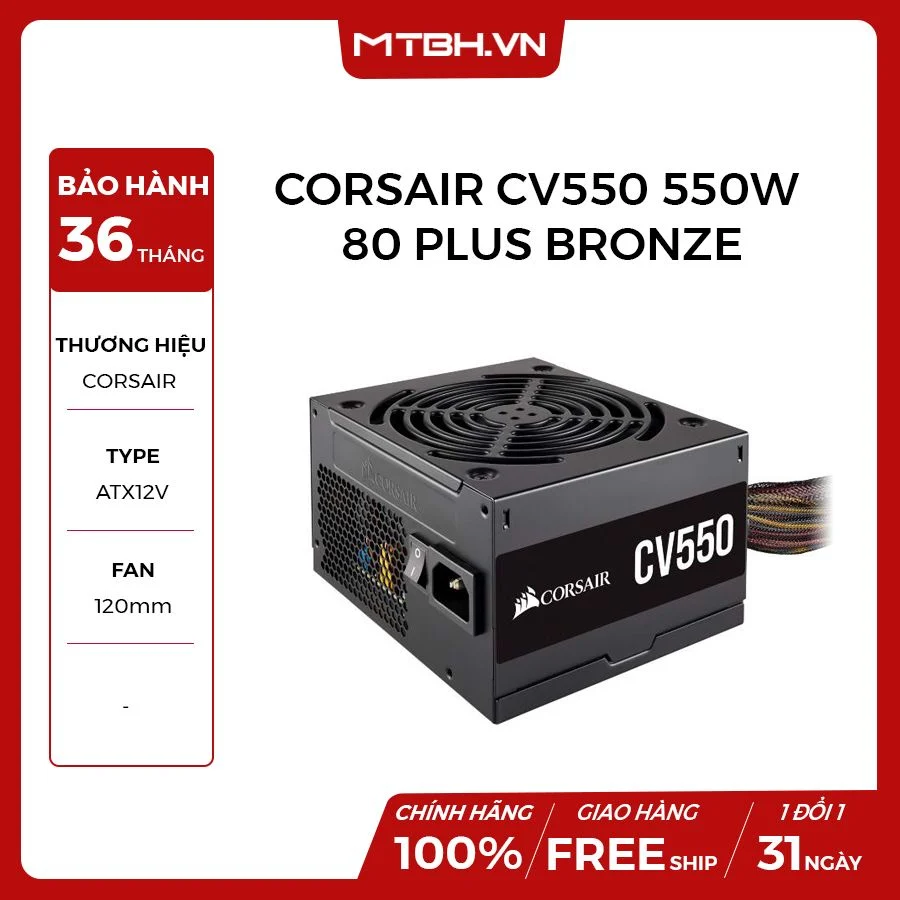 MTBH.VN
BẢO HÀNH
36 THÁNG
THƯƠNG HIỆU
CORSAIR
TYPE
ATX12V
FAN
120mm
-
CORSAIR CV550 550W
80 PLUS BRONZE
CORSAIR
O
I
CORSAIR
CV550
CHÍNH HÃNG
100%
GIAO HÀNG
FREE SHIP
1 ĐỔI 1
31 NGÀY